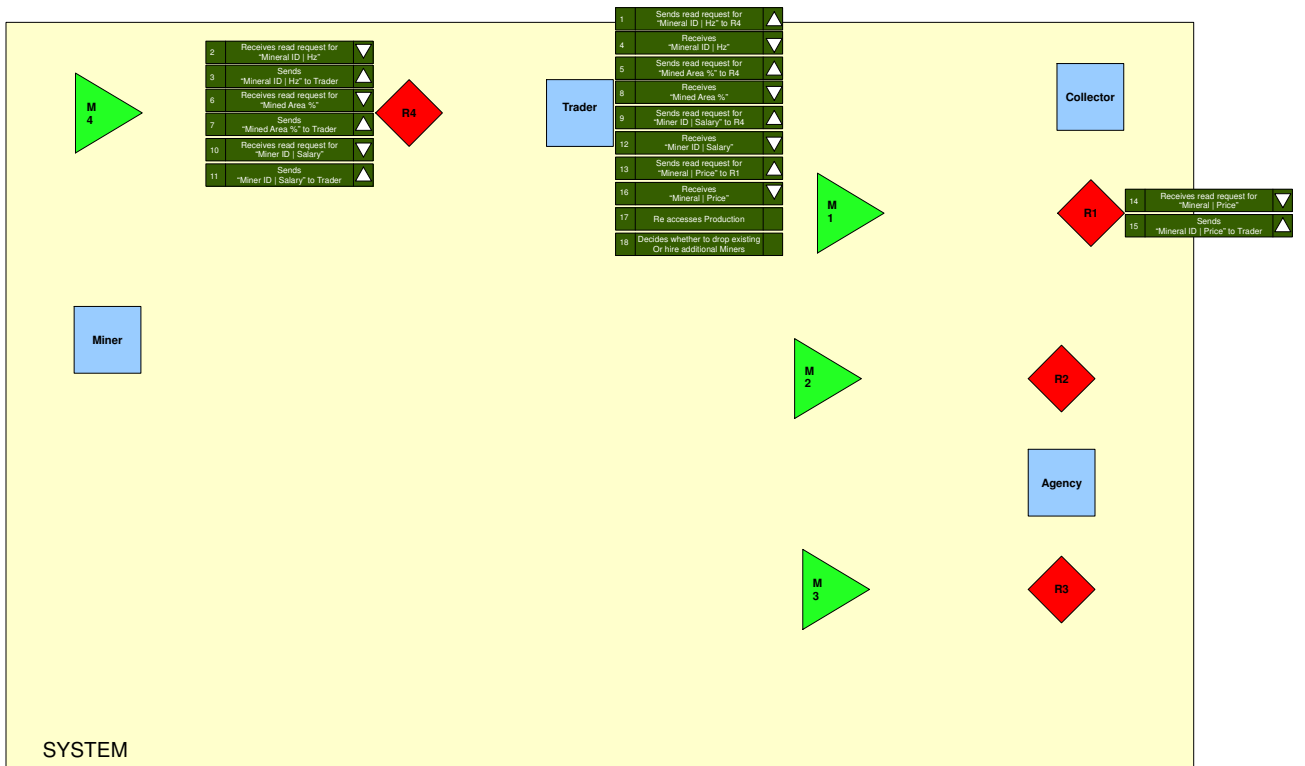 1
Sends read request for
“Mineral ID | Hz” to R4
4
Receives
“Mineral ID | Hz”
5
Sends read request for
“Mined Area %” to R4
8
Receives
“Mined Area %”
9
Sends read request for
“Miner ID | Salary” to R4
12
Receives
“Miner ID | Salary”
13
Sends read request for
“Mineral | Price” to R1
16
Receives
“Mineral | Price”
17
Re accesses Production
18
Decides whether to drop existing
Or hire additional Miners
2
Receives read request for
“Mineral ID | Hz”
3
Sends
“Mineral ID | Hz” to Trader
6
Receives read request for
“Mined Area %”
7
Sends
“Mined Area %” to Trader
10
Receives read request for
“Miner ID | Salary”
11
Sends
“Miner ID | Salary” to Trader
M
4
R4
Trader
Collector
M
1
R1
14
Receives read request for
“Mineral | Price”
15
Sends
“Mineral ID | Price” to Trader
Miner
M
2
R2
Agency
M
3
R3
SYSTEM